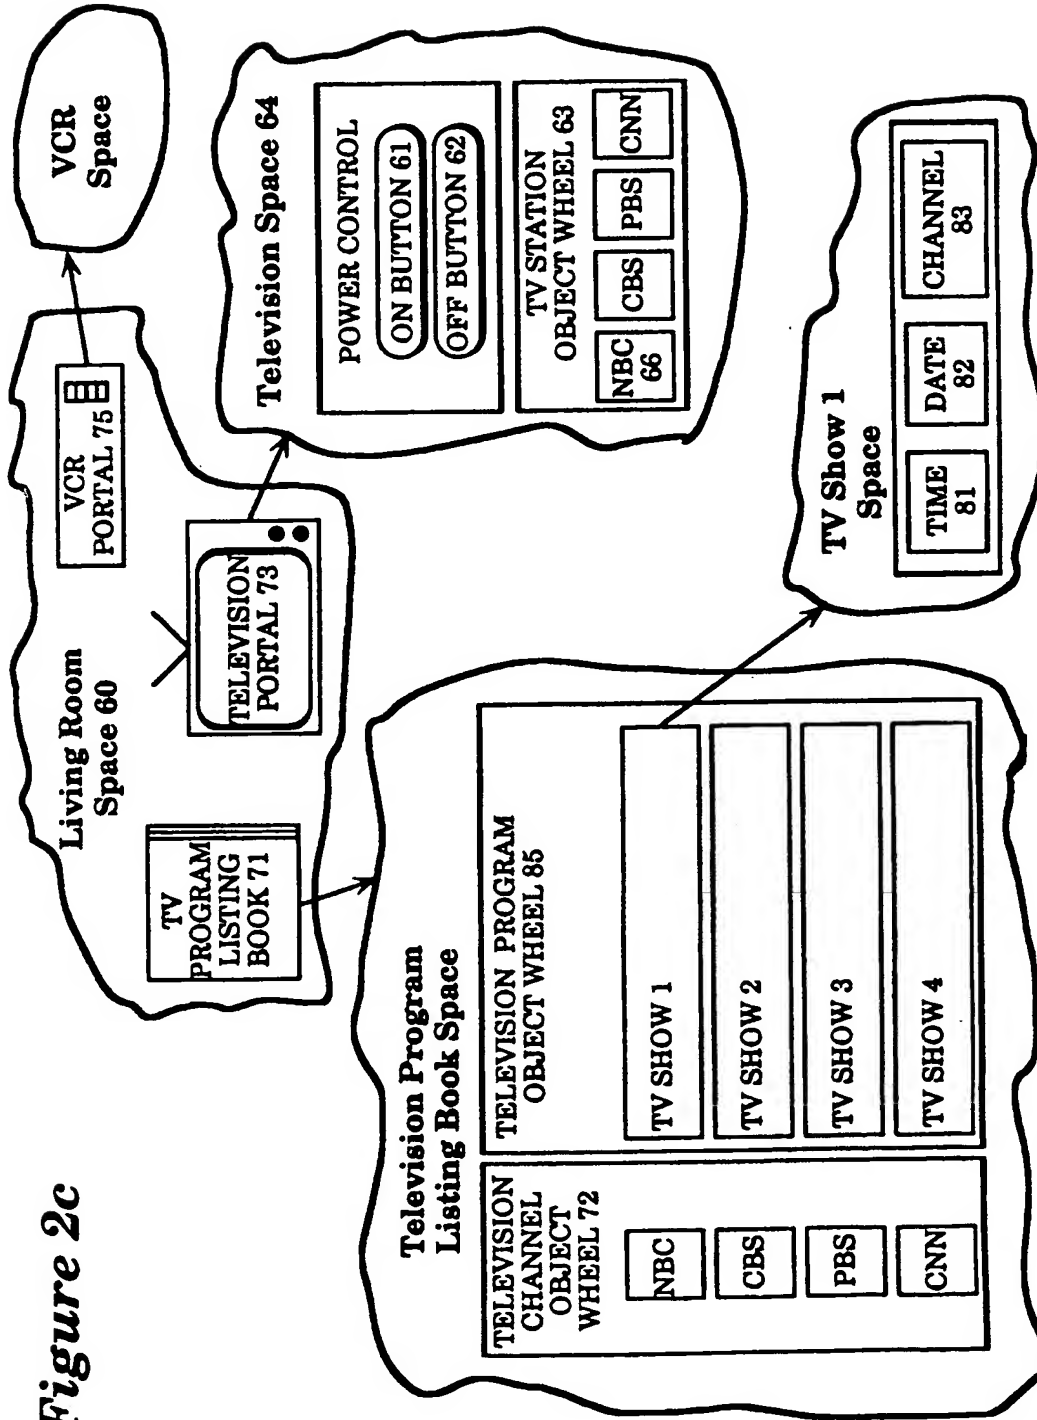 Figure 2c
Living Room
Space 60
TV
PROGRAM
LISTING
BOOK 71
TELEVISION
PORTAL 73
VCR
PORTAL 75
VCR
Space
Television Space 64
POWER CONTROL
ON BUTTON 61
OFF BUTTON 62
TV STATION
OBJECT WHEEL 63
NBC
66
CBS
PBS
CNN
Television Program
Listing Book Space
TELEVISION
CHANNEL
OBJECT
WHEEL 72
NBC
CBS
PBS
CNN
TELEVISION PROGRAM
OBJECT WHEEL 85
TV SHOW 1
TV SHOW 2
TV SHOW 3
TV SHOW 4
TV Show 1
Space
TIME
81
DATE
82
CHANNEL
83